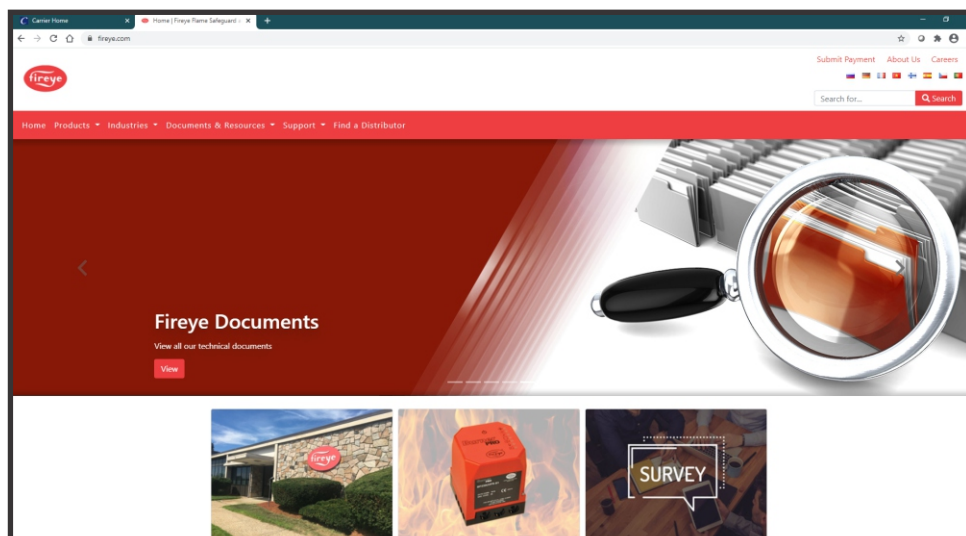 Carrier Home
Home | Fireye Flame Safeguard
fireye.com
Submit Payment About Us Careers
fireye
Search for... Search
Home Products Industries Documents & Resources Support Find a Distributor
Fireye Documents
View all our technical documents
View
fireye
PRO
SURVEY